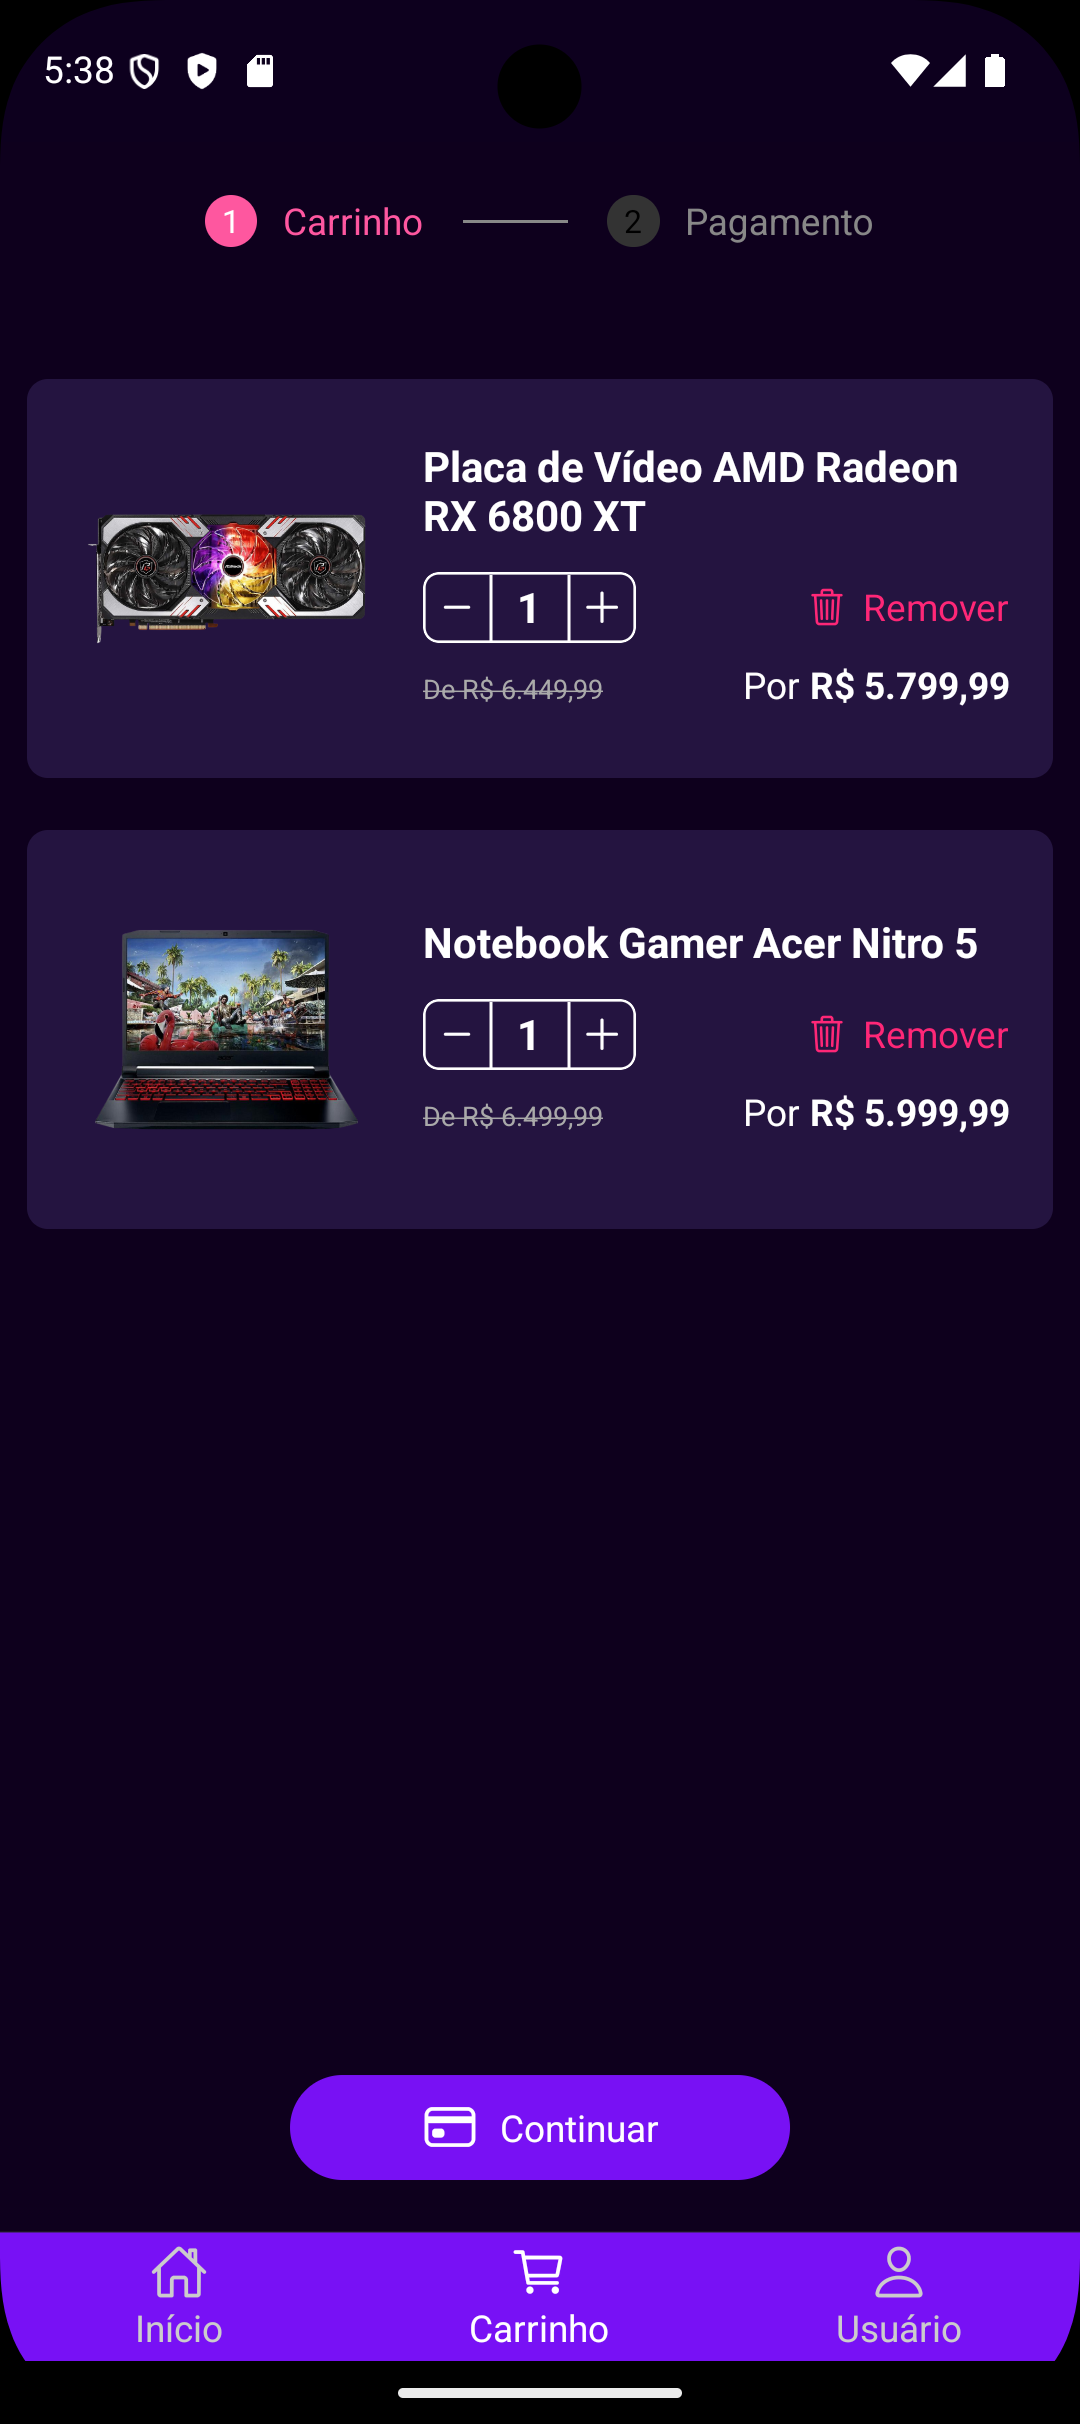 5:38
1 Carrinho 2 Pagamento
Placa de Vídeo AMD Radeon
RX 6800 XT
1 Remover
De R$ 6.449,99 Por R$ 5.799,99
Notebook Gamer Acer Nitro 5
1 Remover
De R$ 6.499,99 Por R$ 5.999,99
Continuar
Início Carrinho Usuário